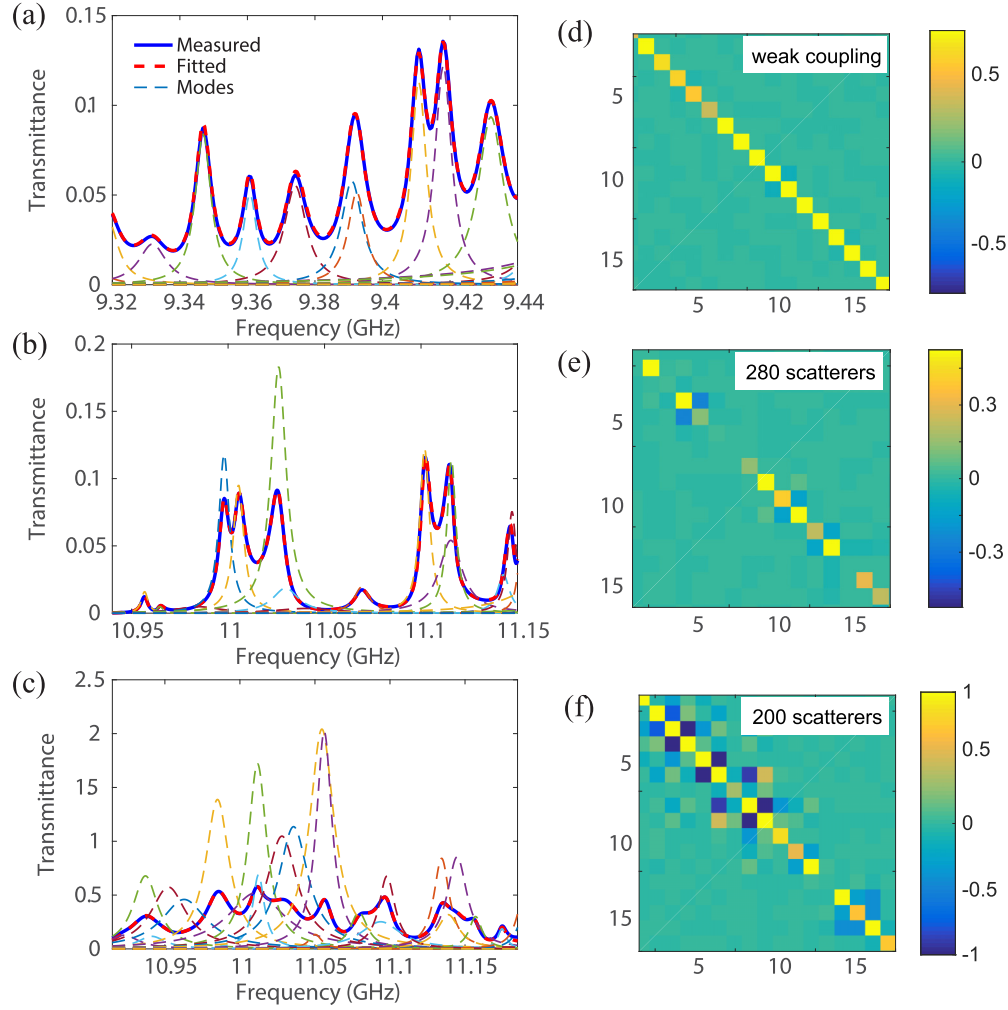 (a)
0.15
0.1
0.05
0
Transmittance
Measured
Fitted
Modes
9.32 9.34 9.36 9.38 9.4 9.42 9.44
Frequency (GHz)
(b)
0.2
0.15
0.1
0.05
0
Transmittance
10.95 11 11.05 11.1 11.15
Frequency (GHz)
(c)
2.5
2
1.5
1
0.5
0
Transmittance
10.95 11 11.05 11.1 11.15
Frequency (GHz)
(d)
weak coupling
5
10
15
5 10 15
0.5
0
-0.5
(e)
280 scatterers
5
10
15
5 10 15
0.3
0
-0.3
(f)
200 scatterers
5
10
15
5 10 15
1
0.5
0
-0.5
-1